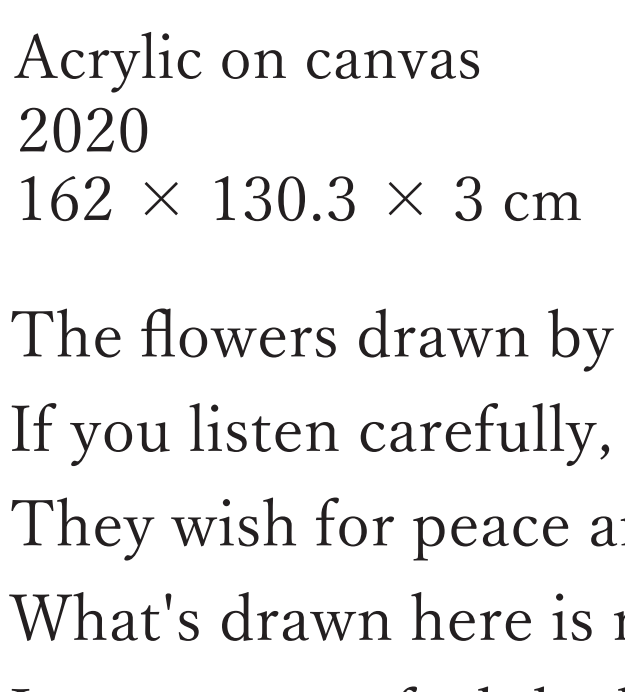 Acrylic on canvas
2020
162 × 130.3 × 3 cm
The flowers drawn by
If you listen carefully,
They wish for peace
What's drawn here is